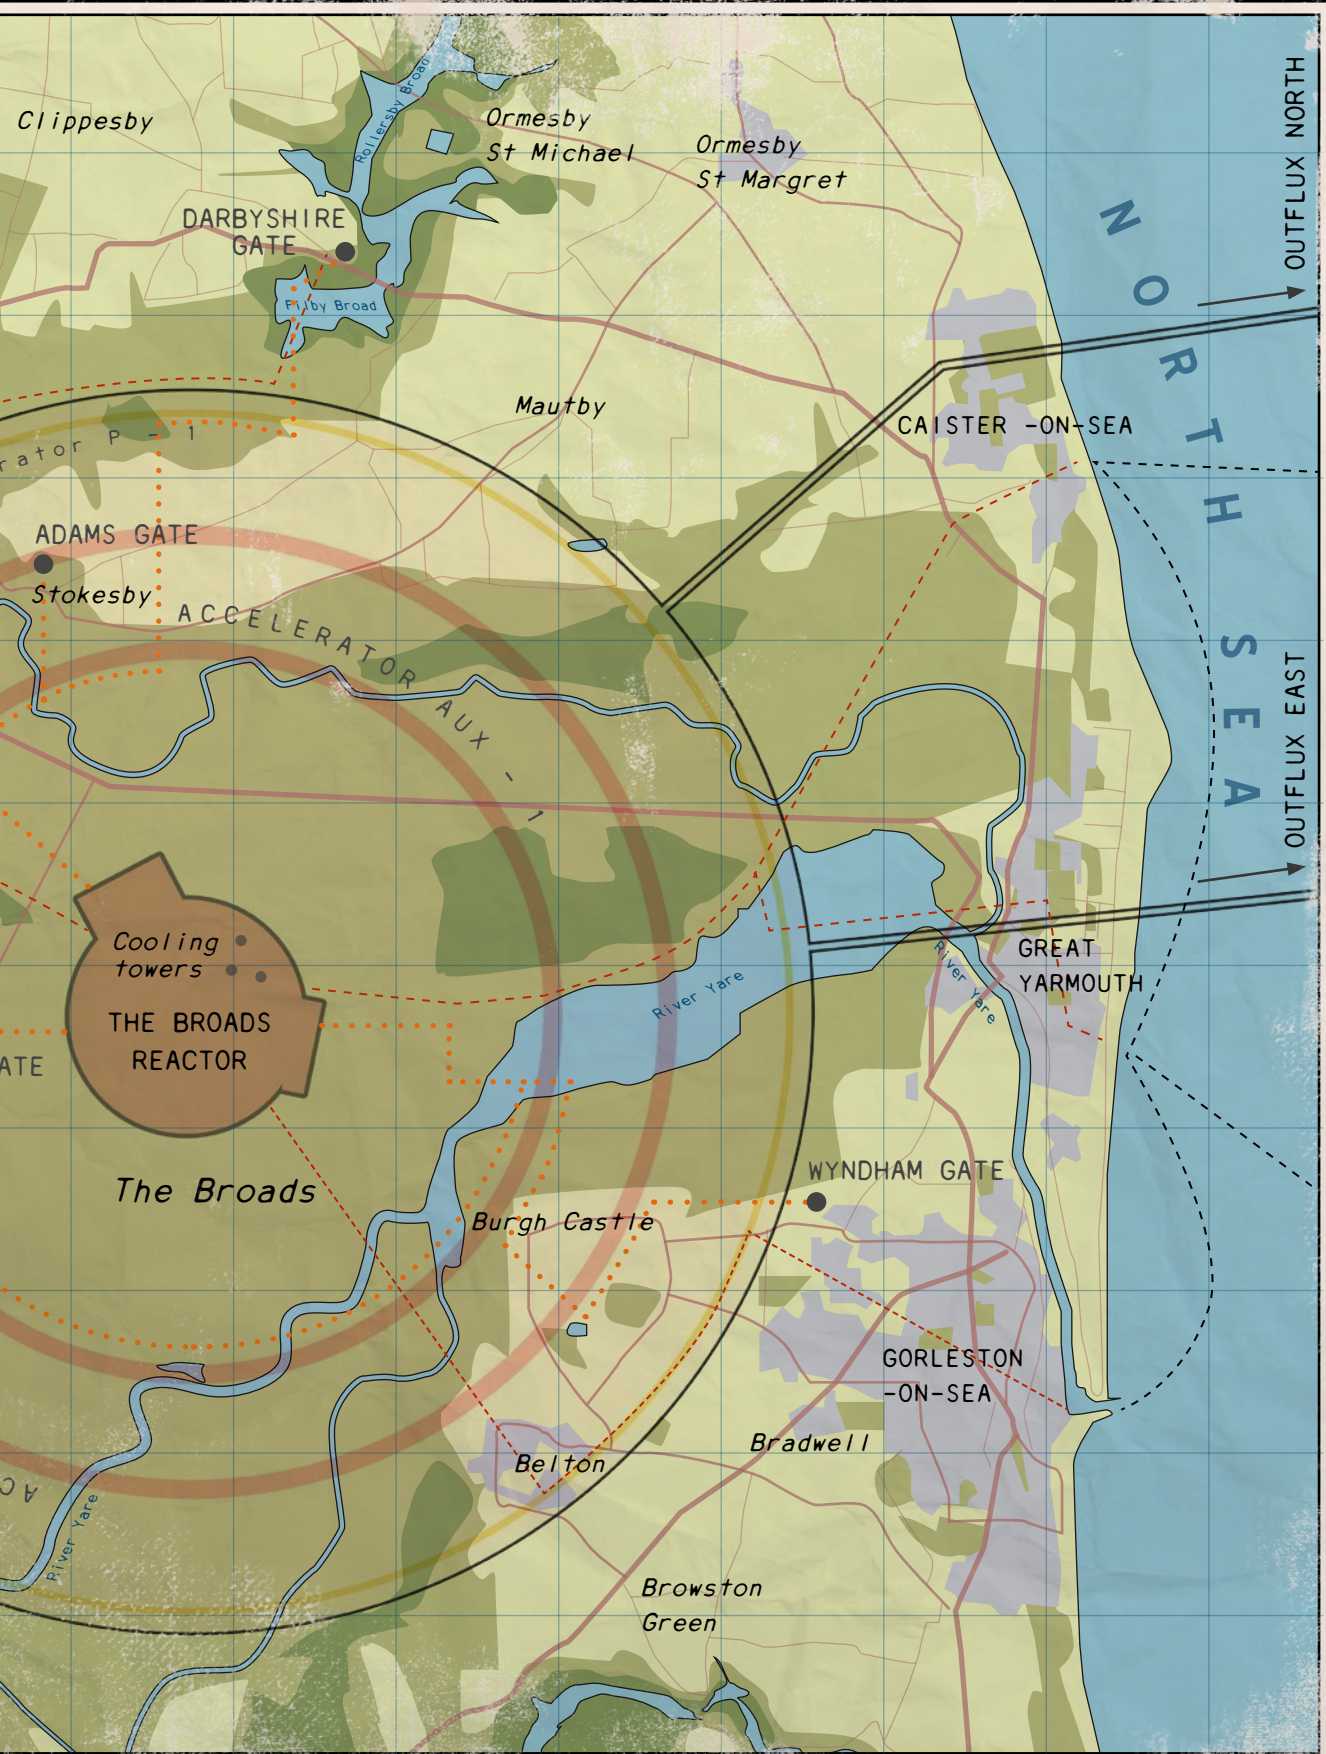 Clippesby
Rollersby Broad
Ormesby
St Michael
Ormesby
St Margret
OUTFLUX NORTH
DARBYSHIRE
GATE
Filby Broad
NORTH SEA
Mautby
CAISTER -ON-SEA
rator P - 1
ADAMS GATE
Stokesby
ACCELERATOR AUX - 1
OUTFLUX EAST
Cooling
towers
THE BROADS
REACTOR
ATE
River Yare
River Yare
GREAT
YARMOUTH
The Broads
Burgh Castle
WYNDHAM GATE
GORLESTON
-ON-SEA
Bradwell
Belton
AC
River Yare
Browston
Green